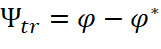 Ψ_tr = φ − φ*